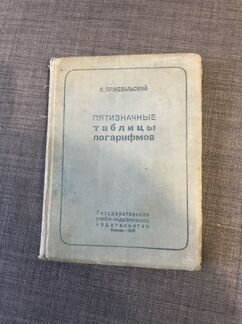 Е. ПРЖЕВАЛЬСКИЙ
ПЯТИЗНАЧНЫЕ
таблицы
логарифмов
Государственное
учебно-педагогическое
издательство
Москва